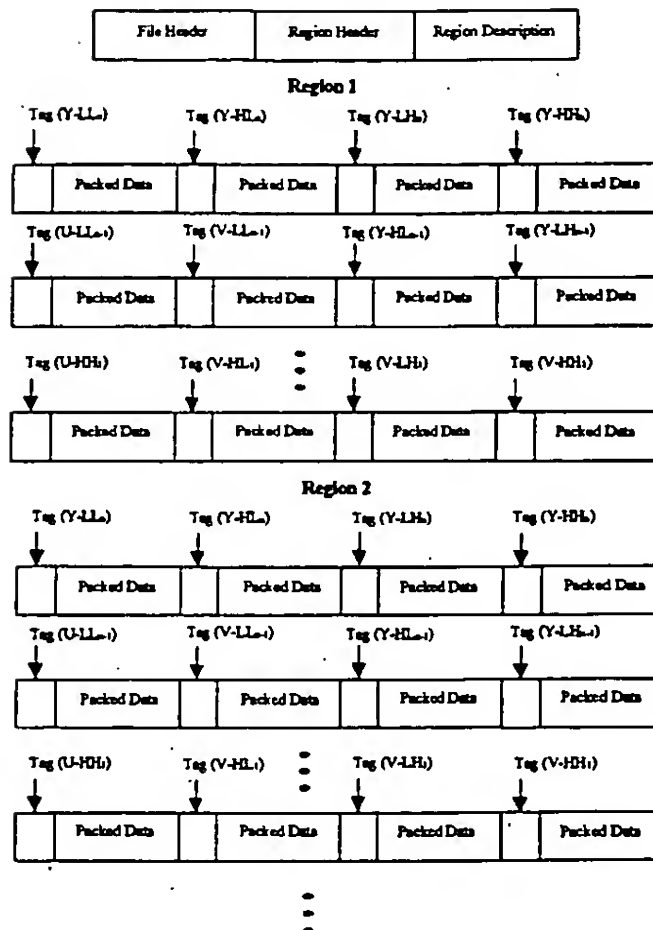 File Header Region Header Region Description
Region 1
Tag (Y-LLₙ) Tag (Y-HLₙ) Tag (Y-LHₙ) Tag (Y-HHₙ)
Packed Data Packed Data Packed Data Packed Data
Tag (U-LLₙ₋₁) Tag (V-LLₙ₋₁) Tag (Y-HLₙ₋₁) Tag (Y-LHₙ₋₁)
Packed Data Packed Data Packed Data Packed Data
Tag (U-HH₁) Tag (V-HL₁) Tag (V-LH₁) Tag (V-HH₁)
Packed Data Packed Data Packed Data Packed Data
Region 2
Tag (Y-LLₙ) Tag (Y-HLₙ) Tag (Y-LHₙ) Tag (Y-HHₙ)
Packed Data Packed Data Packed Data Packed Data
Tag (U-LLₙ₋₁) Tag (V-LLₙ₋₁) Tag (Y-HLₙ₋₁) Tag (Y-LHₙ₋₁)
Packed Data Packed Data Packed Data Packed Data
Tag (U-HH₁) Tag (V-HL₁) Tag (V-LH₁) Tag (V-HH₁)
Packed Data Packed Data Packed Data Packed Data